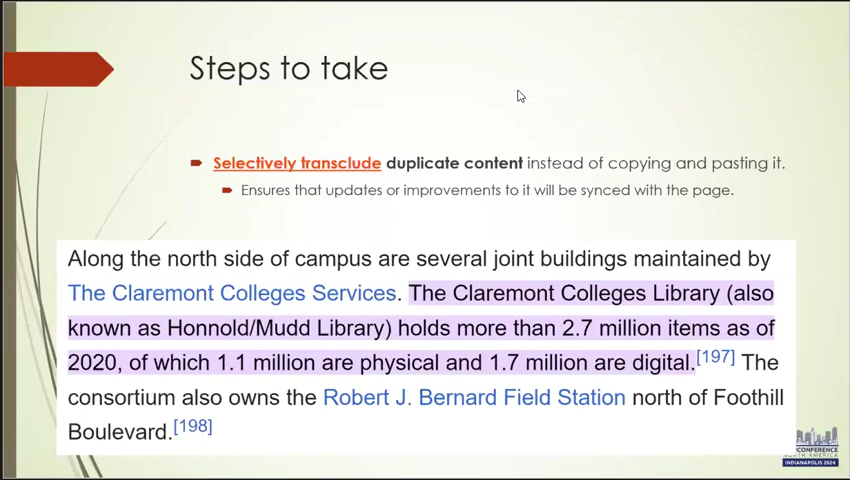 Steps to take
Selectively transclude duplicate content instead of copying and pasting it.
Ensures that updates or improvements to it will be synced with the page.
Along the north side of campus are several joint buildings maintained by
The Claremont Colleges Services. The Claremont Colleges Library (also
known as Honnold/Mudd Library) holds more than 2.7 million items as of
2020, of which 1.1 million are physical and 1.7 million are digital.[197] The
consortium also owns the Robert J. Bernard Field Station north of Foothill
Boulevard.[198]
CONFERENCE
NORTH AMERICA
INDIANAPOLIS 2024